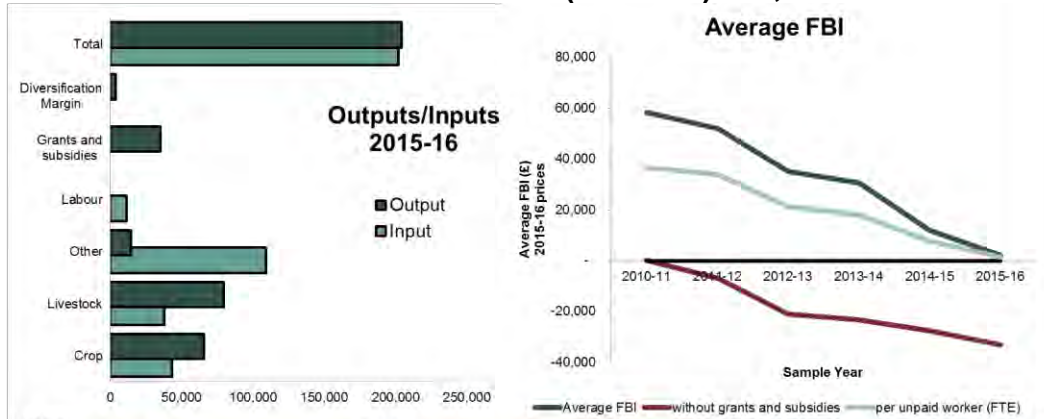 Total
Diversification
Margin
Grants and
subsidies
Labour
Other
Livestock
Crop
Outputs/Inputs
2015-16
Output
Input
0
50,000
100,000
150,000
200,000
250,000
Average FBI
Average FBI (£)
2015-16 prices
80,000
60,000
40,000
20,000
-
-20,000
-40,000
2010-11
2011-12
2012-13
2013-14
2014-15
2015-16
Sample Year
Average FBI
without grants and subsidies
per unpaid worker (FTE)